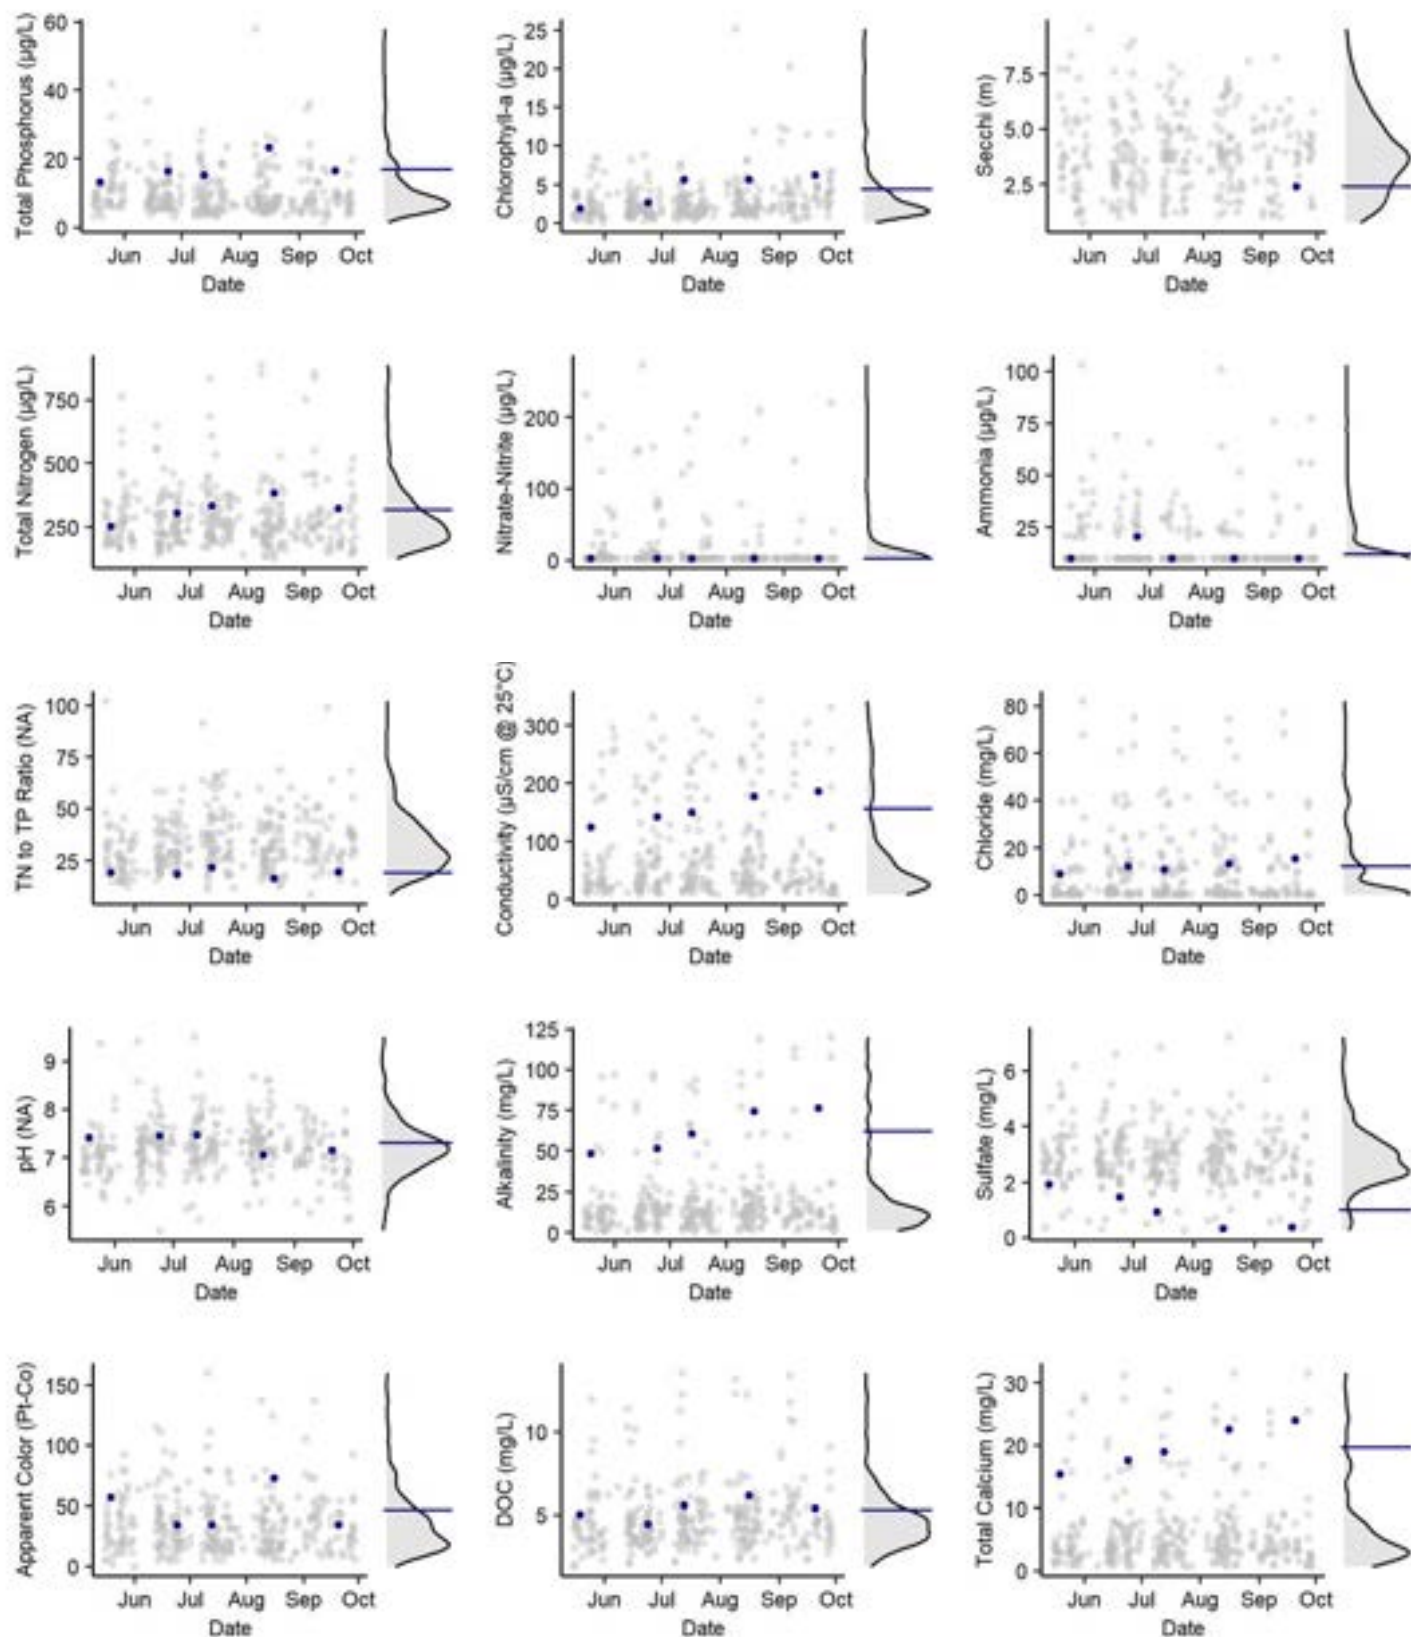 Total Phosphorus (µg/L)
60
40
20
0
Jun Jul Aug Sep Oct
Date
Chlorophyll-a (µg/L)
25
20
15
10
5
0
Jun Jul Aug Sep Oct
Date
Secchi (m)
7.5
5.0
2.5
Jun Jul Aug Sep Oct
Date
Total Nitrogen (µg/L)
750
500
250
Jun Jul Aug Sep Oct
Date
Nitrate-Nitrite (µg/L)
200
100
0
Jun Jul Aug Sep Oct
Date
Ammonia (µg/L)
100
75
50
25
Jun Jul Aug Sep Oct
Date
TN to TP Ratio (NA)
100
75
50
25
Jun Jul Aug Sep Oct
Date
Conductivity (µS/cm @ 25°C)
300
200
100
0
Jun Jul Aug Sep Oct
Date
Chloride (mg/L)
80
60
40
20
0
Jun Jul Aug Sep Oct
Date
pH (NA)
9
8
7
6
Jun Jul Aug Sep Oct
Date
Alkalinity (mg/L)
125
100
75
50
25
0
Jun Jul Aug Sep Oct
Date
Sulfate (mg/L)
6
4
2
0
Jun Jul Aug Sep Oct
Date
Apparent Color (Pt-Co)
150
100
50
0
Jun Jul Aug Sep Oct
Date
DOC (mg/L)
10
5
Jun Jul Aug Sep Oct
Date
Total Calcium (mg/L)
30
20
10
0
Jun Jul Aug Sep Oct
Date